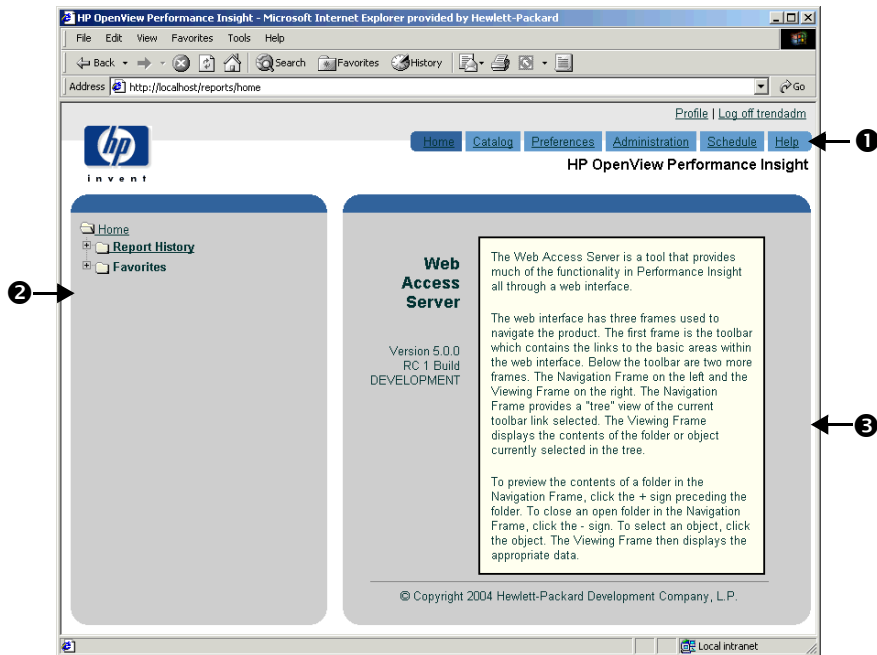 HP OpenView Performance Insight - Microsoft Internet Explorer provided by Hewlett-Packard
File Edit View Favorites Tools Help
Back Search Favorites History
Address http://localhost/reports/home Go
Profile | Log off trendadm
hp
invent
Home Catalog Preferences Administration Schedule Help
❶
HP OpenView Performance Insight
Home
Report History
Favorites
❷
Web
Access
Server
Version 5.0.0
RC 1 Build
DEVELOPMENT
The Web Access Server is a tool that provides
much of the functionality in Performance Insight
all through a web interface.
The web interface has three frames used to
navigate the product. The first frame is the toolbar
which contains the links to the basic areas within
the web interface. Below the toolbar are two more
frames. The Navigation Frame on the left and the
Viewing Frame on the right. The Navigation
Frame provides a "tree" view of the current
toolbar link selected. The Viewing Frame
displays the contents of the folder or object
currently selected in the tree.
To preview the contents of a folder in the
Navigation Frame, click the + sign preceding the
folder. To close an open folder in the Navigation
Frame, click the - sign. To select an object, click
the object. The Viewing Frame then displays the
appropriate data.
❸
© Copyright 2004 Hewlett-Packard Development Company, L.P.
Local intranet